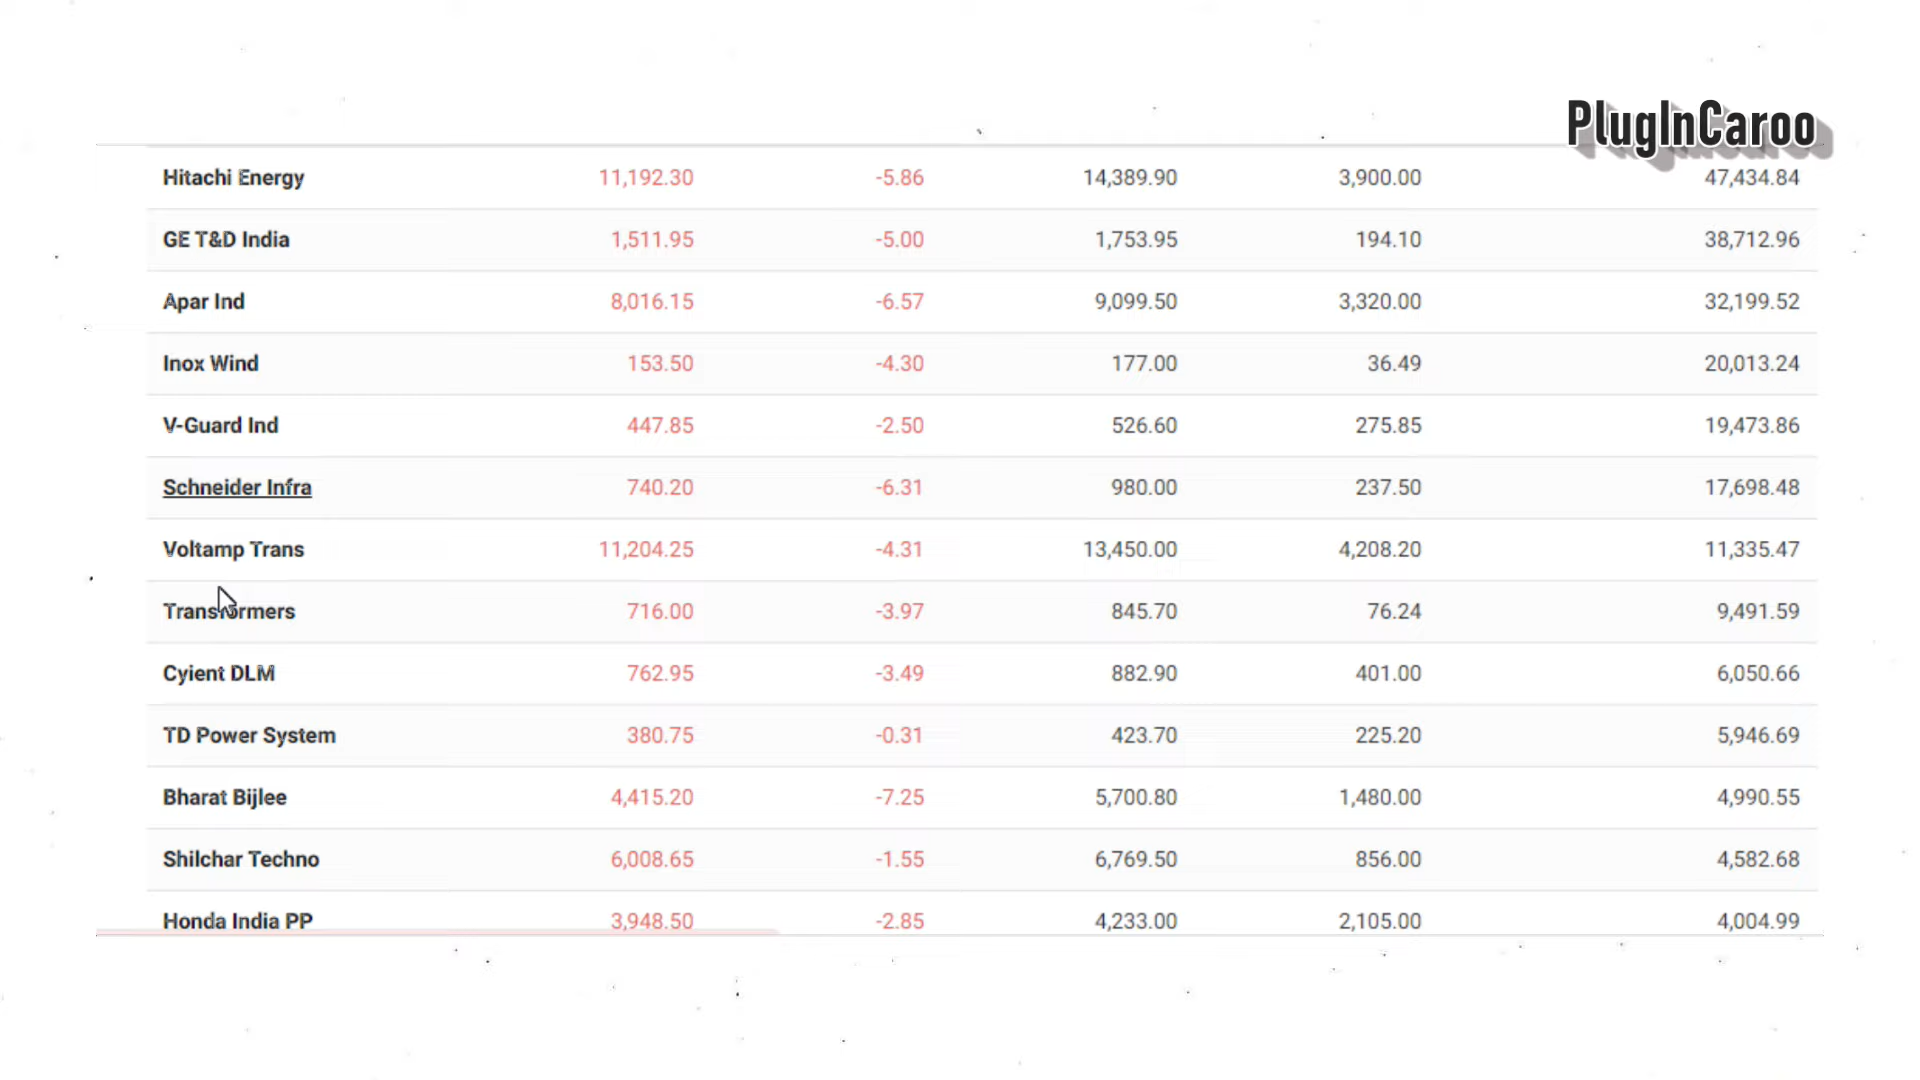 PlugInCaroo
Hitachi Energy 11,192.30 -5.86 14,389.90 3,900.00 47,434.84
GE T&D India 1,511.95 -5.00 1,753.95 194.10 38,712.96
Apar Ind 8,016.15 -6.57 9,099.50 3,320.00 32,199.52
Inox Wind 153.50 -4.30 177.00 36.49 20,013.24
V-Guard Ind 447.85 -2.50 526.60 275.85 19,473.86
Schneider Infra 740.20 -6.31 980.00 237.50 17,698.48
Voltamp Trans 11,204.25 -4.31 13,450.00 4,208.20 11,335.47
Transformers 716.00 -3.97 845.70 76.24 9,491.59
Cyient DLM 762.95 -3.49 882.90 401.00 6,050.66
TD Power System 380.75 -0.31 423.70 225.20 5,946.69
Bharat Bijlee 4,415.20 -7.25 5,700.80 1,480.00 4,990.55
Shilchar Techno 6,008.65 -1.55 6,769.50 856.00 4,582.68
Honda India PP 3,948.50 -2.85 4,233.00 2,105.00 4,004.99